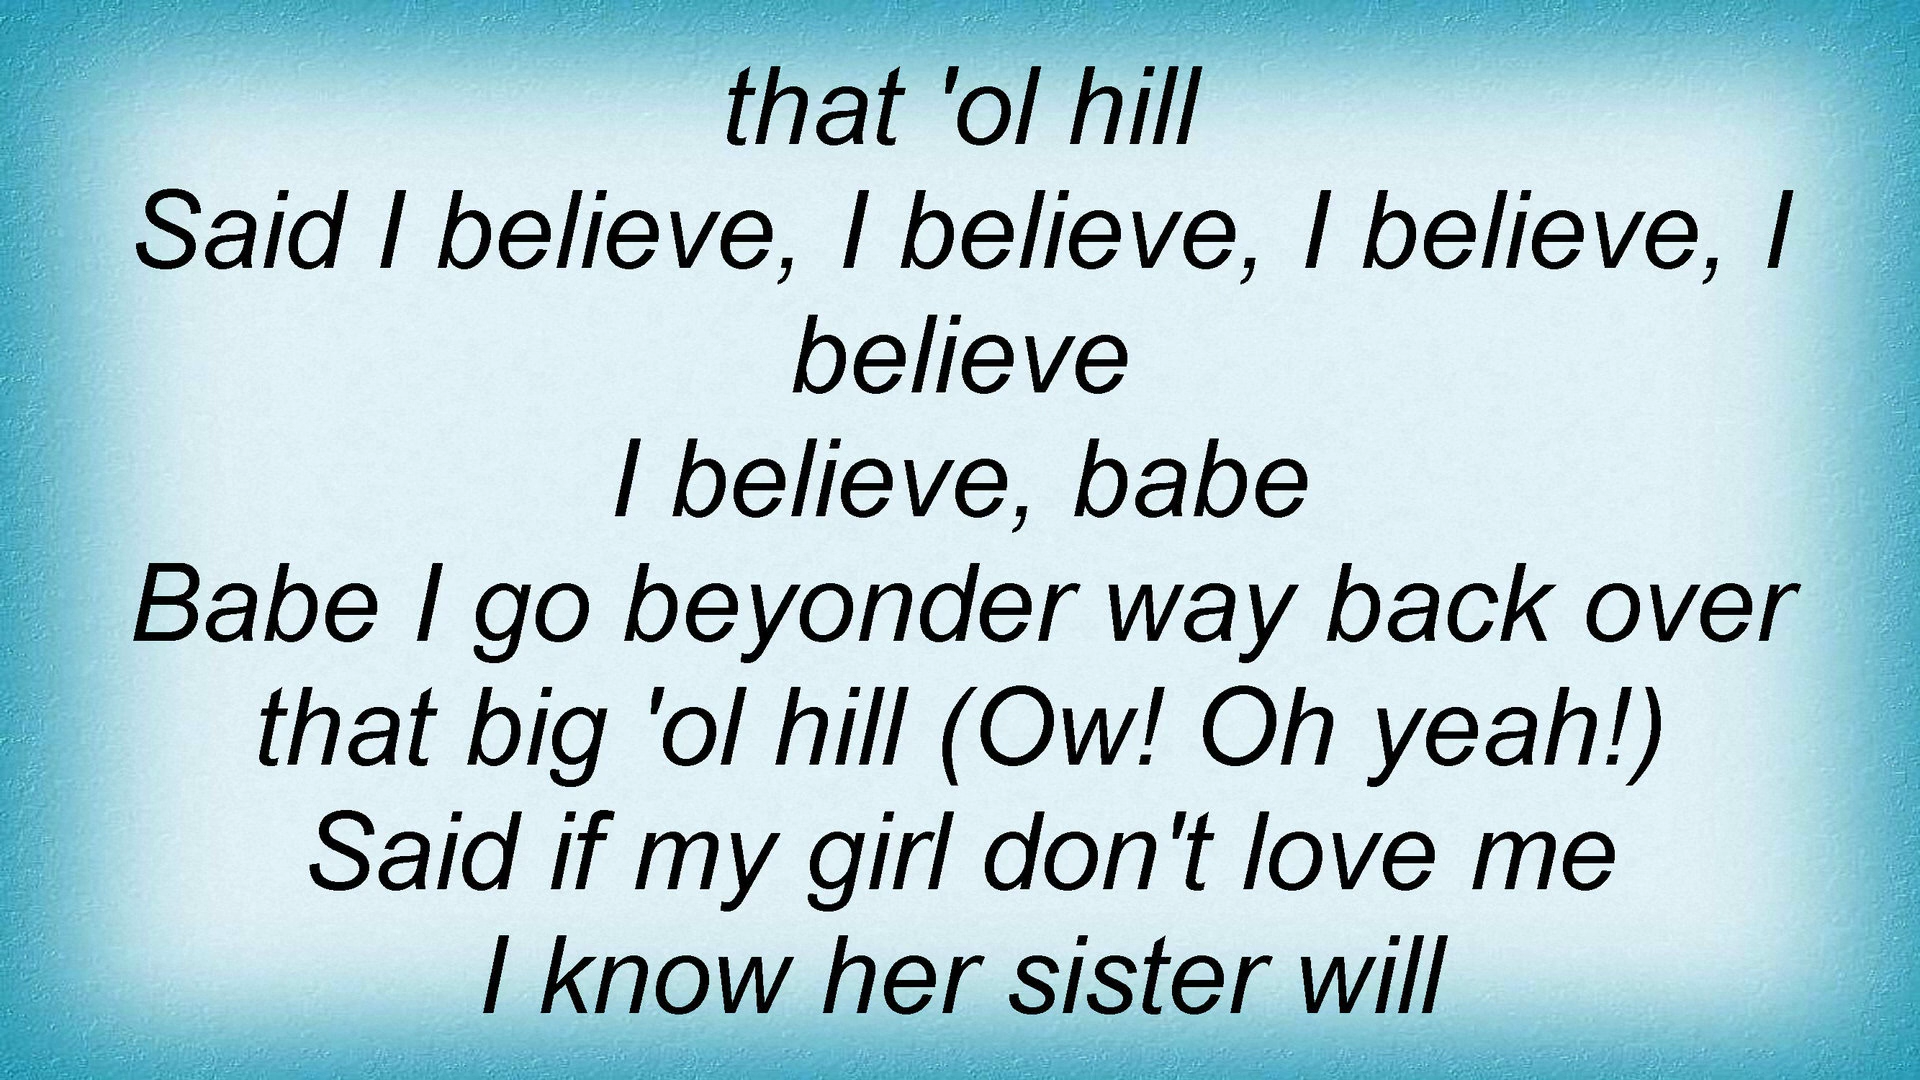 that 'ol hill
Said I believe, I believe, I believe, I
believe
I believe, babe
Babe I go beyonder way back over
that big 'ol hill (Ow! Oh yeah!)
Said if my girl don't love me
I know her sister will